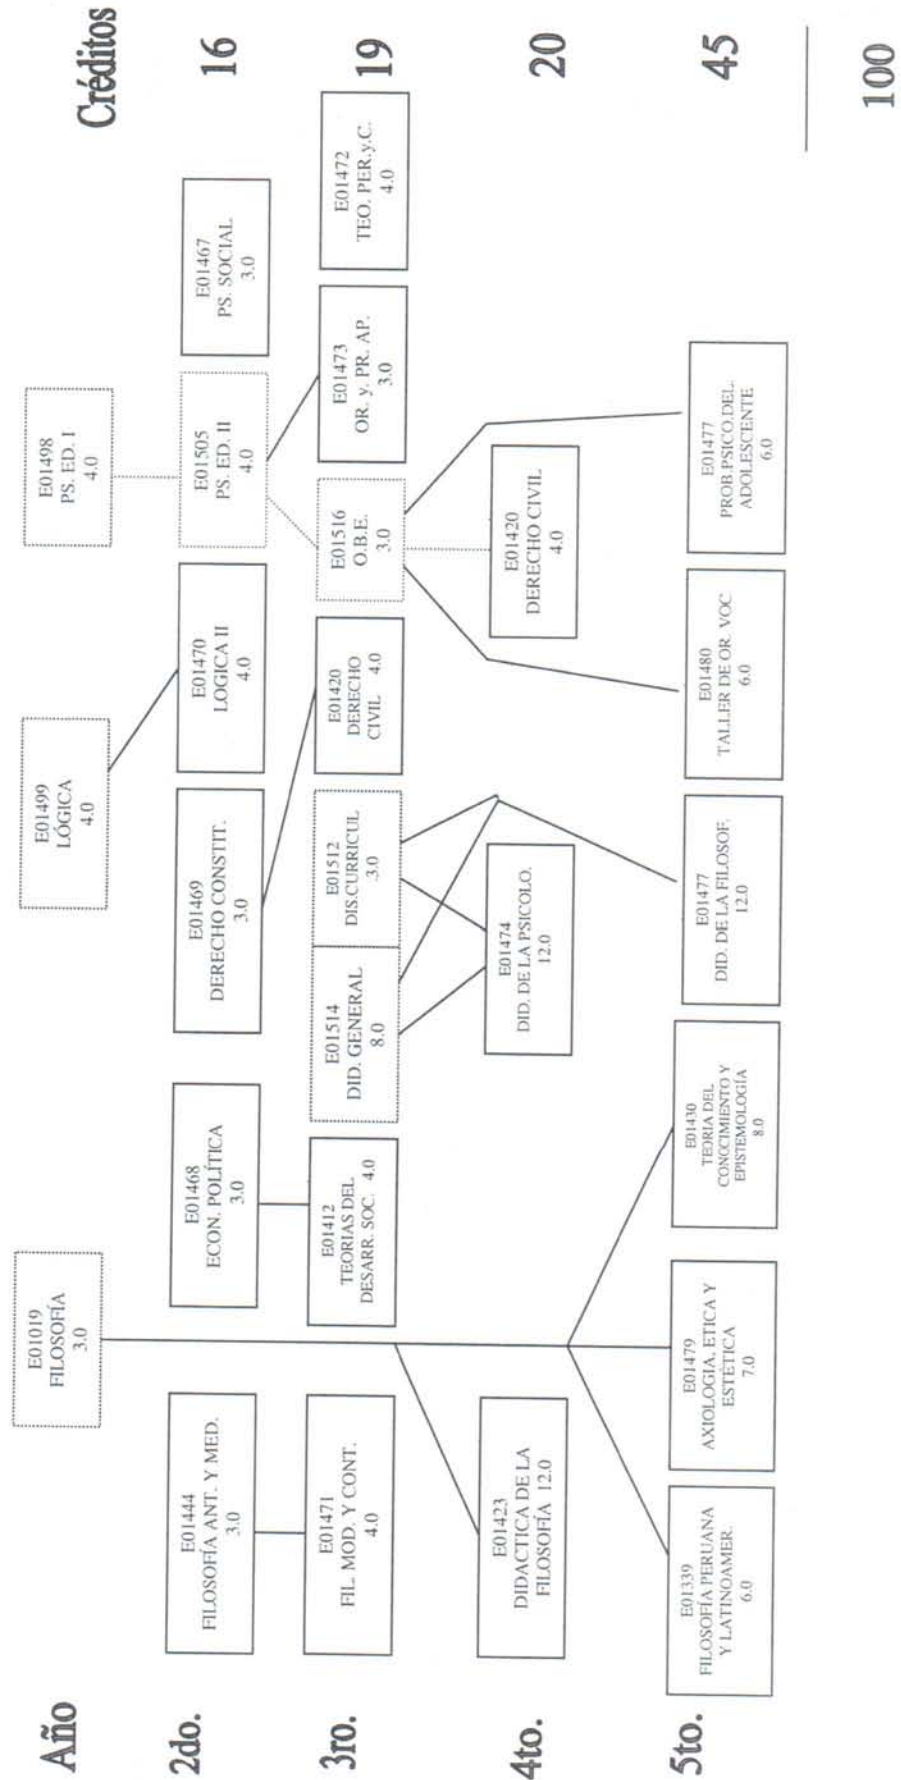 Año
Créditos
E01019
FILOSOFÍA
3.0
E01499
LÓGICA
4.0
E01498
PS. ED. I
4.0
2do.
E01444
FILOSOFÍA ANT. Y MED.
3.0
E01468
ECON. POLÍTICA
3.0
E01469
DERECHO CONSTIT.
3.0
E01470
LOGICA II
4.0
E01505
PS. ED. II
4.0
E01467
PS. SOCIAL
3.0
16
3ro.
E01471
FIL. MOD. Y CONT.
4.0
E01412
TEORIAS DEL
DESARR. SOC. 4.0
E01514
DID. GENERAL
8.0
E01512
DIS.CURRICUL
.3.0
E01420
DERECHO
CIVIL 4.0
E01516
O.B.E.
3.0
E01473
OR. y. PR. AP.
3.0
E01472
TEO. PER.y.C.
4.0
19
4to.
E01423
DIDACTICA DE LA
FILOSOFÍA 12.0
E01474
DID. DE LA PSICOLO.
12.0
E01420
DERECHO CIVIL
4.0
20
5to.
E01339
FILOSOFÍA PERUANA
Y LATINOAMER.
6.0
E01479
AXIOLOGIA, ETICA Y
ESTÉTICA
7.0
E01430
TEORIA DEL
CONOCIMIENTO Y
EPISTEMOLOGÍA
8.0
E01477
DID. DE LA FILOSOF.
12.0
E01480
TALLER DE OR. VOC
6.0
E01477
PROB.PSICO.DEL.
ADOLESCENTE
6.0
45
100